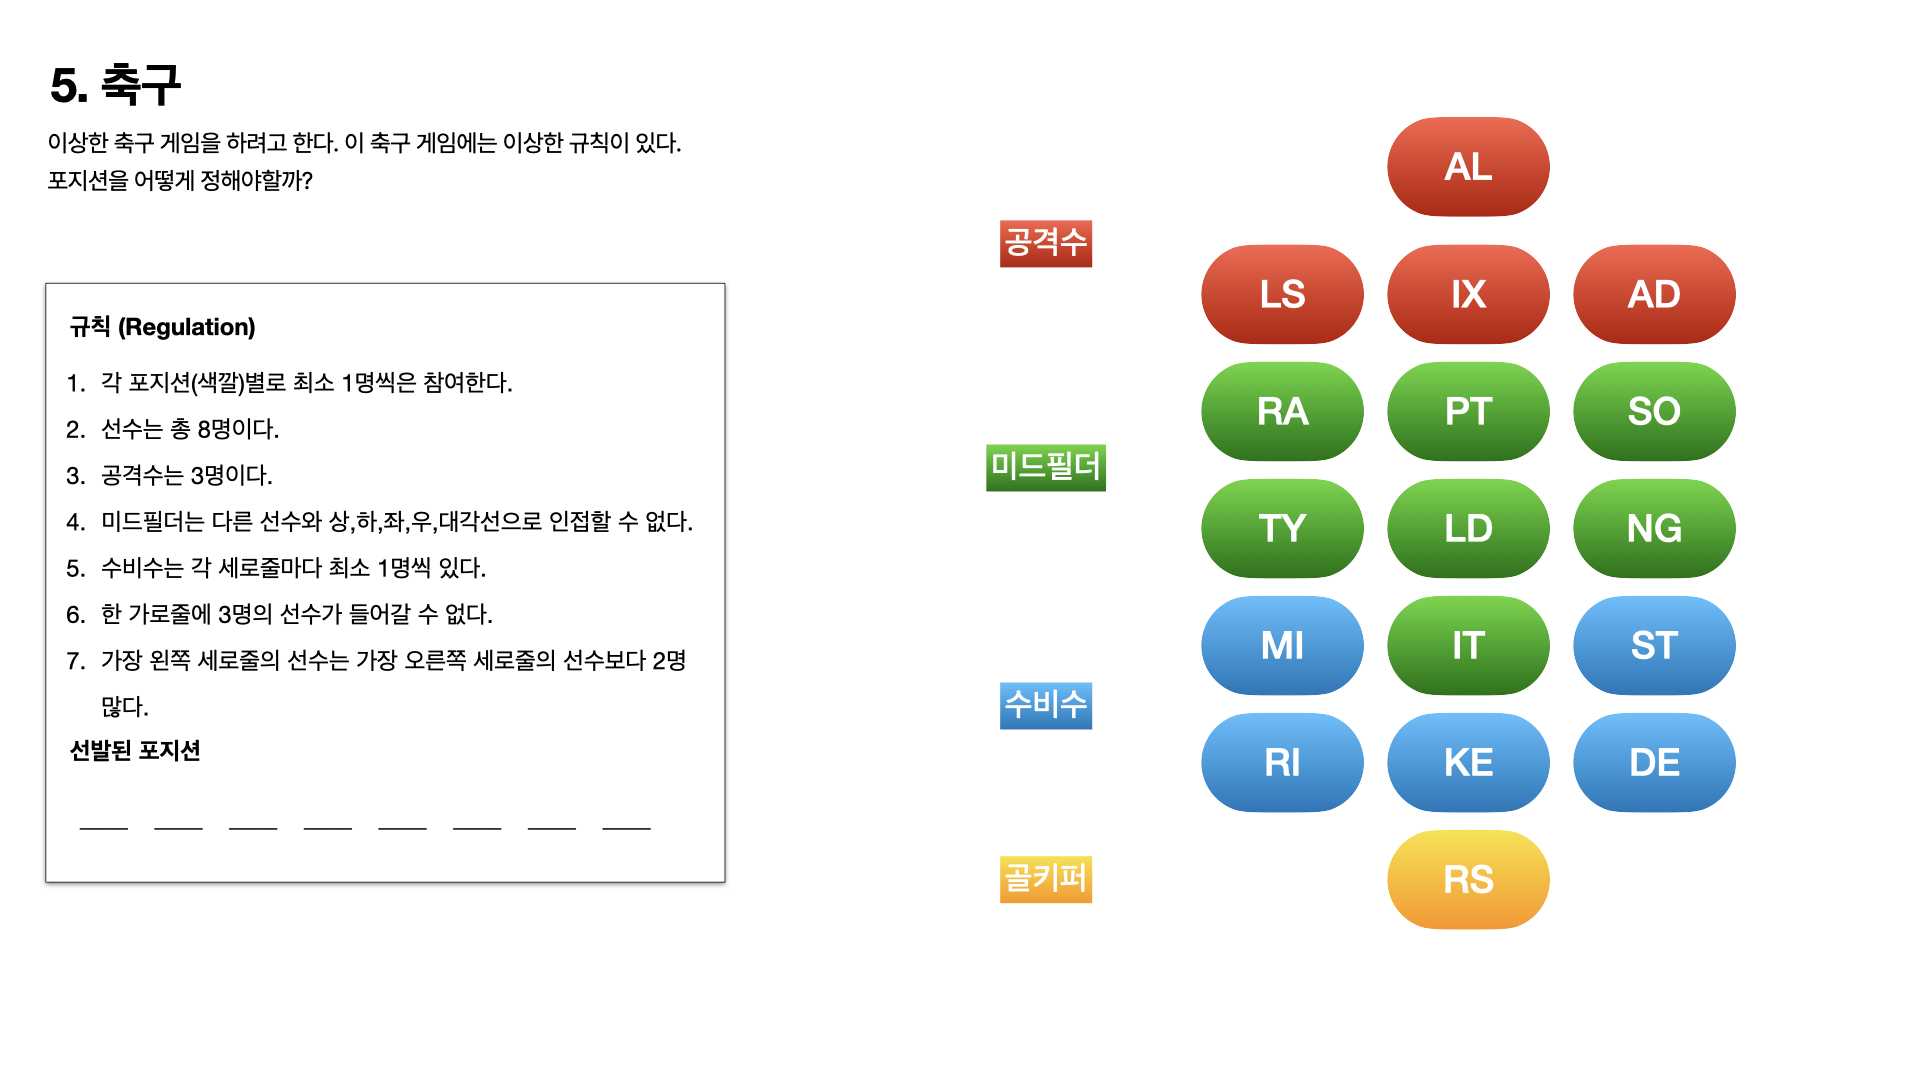 5. 축구
이상한 축구 게임을 하려고 한다. 이 축구 게임에는 이상한 규칙이 있다.
포지션을 어떻게 정해야할까?
규칙 (Regulation)
1. 각 포지션(색깔)별로 최소 1명씩은 참여한다.
2. 선수는 총 8명이다.
3. 공격수는 3명이다.
4. 미드필더는 다른 선수와 상,하,좌,우,대각선으로 인접할 수 없다.
5. 수비수는 각 세로줄마다 최소 1명씩 있다.
6. 한 가로줄에 3명의 선수가 들어갈 수 없다.
7. 가장 왼쪽 세로줄의 선수는 가장 오른쪽 세로줄의 선수보다 2명
많다.
선발된 포지션
공격수
미드필더
수비수
골키퍼
AL
LS IX AD
RA PT SO
TY LD NG
MI IT ST
RI KE DE
RS